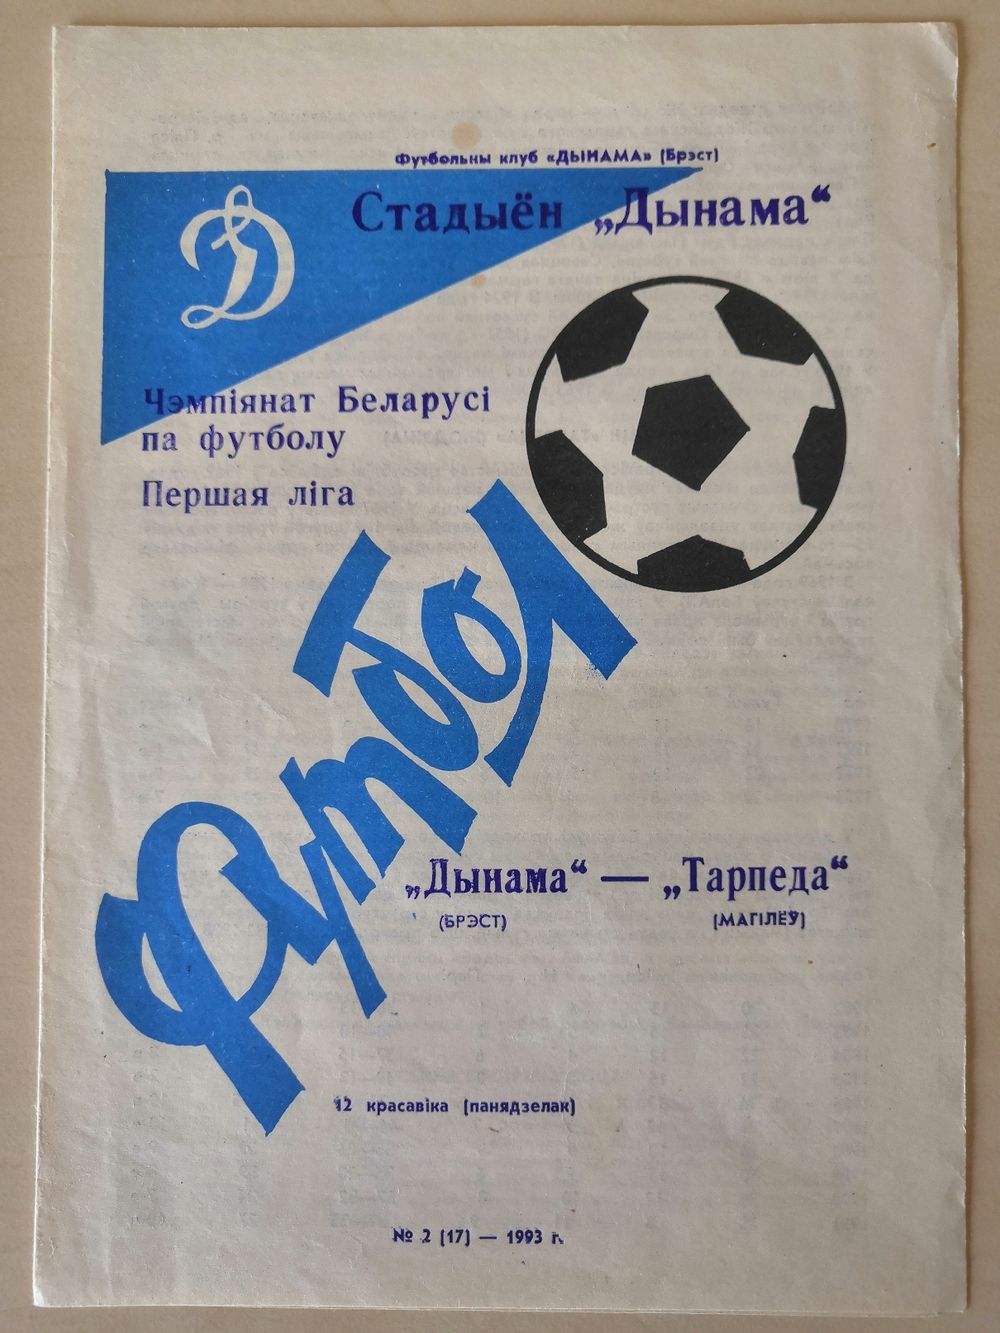 Футбольны клуб «ДЫНАМА» (Брэст)
Стадыён „Дынама“
Чэмпіянат Беларусі
па футболу
Першая ліга
Футбол
„Дынама“ — „Тарпеда“
(БРЭСТ) (МАГІЛЕЎ)
12 красавіка (панядзелак)
№ 2 (17) — 1993 г.